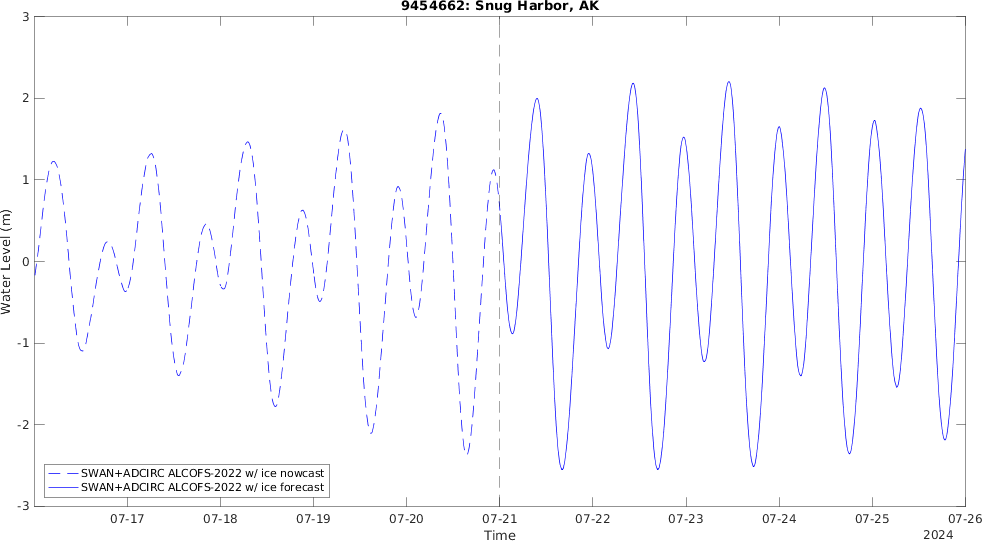 9454662: Snug Harbor, AK
3
2
1
0
-1
-2
-3
Water Level (m)
SWAN+ADCIRC ALCOFS-2022 w/ ice nowcast
SWAN+ADCIRC ALCOFS-2022 w/ ice forecast
07-17 07-18 07-19 07-20 07-21 07-22 07-23 07-24 07-25 07-26
Time
2024